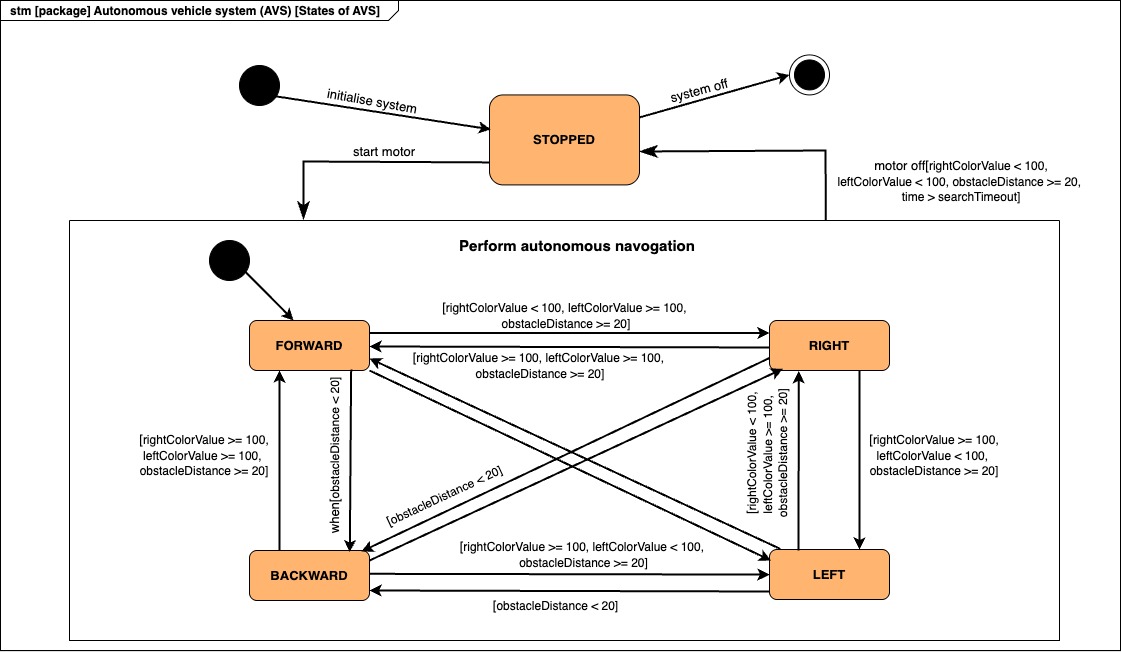 stm [package] Autonomous vehicle system (AVS) [States of AVS]
initialise system
system off
STOPPED
start motor
motor off[rightColorValue < 100,
leftColorValue < 100, obstacleDistance >= 20,
time > searchTimeout]
Perform autonomous navogation
[rightColorValue < 100, leftColorValue >= 100,
obstacleDistance >= 20]
FORWARD
RIGHT
[rightColorValue >= 100, leftColorValue >= 100,
obstacleDistance >= 20]
[rightColorValue >= 100,
leftColorValue >= 100,
obstacleDistance >= 20]
when[obstacleDistance < 20]
[obstacleDistance < 20]
[rightColorValue < 100,
leftColorValue >= 100,
obstacleDistance >= 20]
[rightColorValue >= 100,
leftColorValue < 100,
obstacleDistance >= 20]
[rightColorValue >= 100, leftColorValue < 100,
obstacleDistance >= 20]
BACKWARD
LEFT
[obstacleDistance < 20]